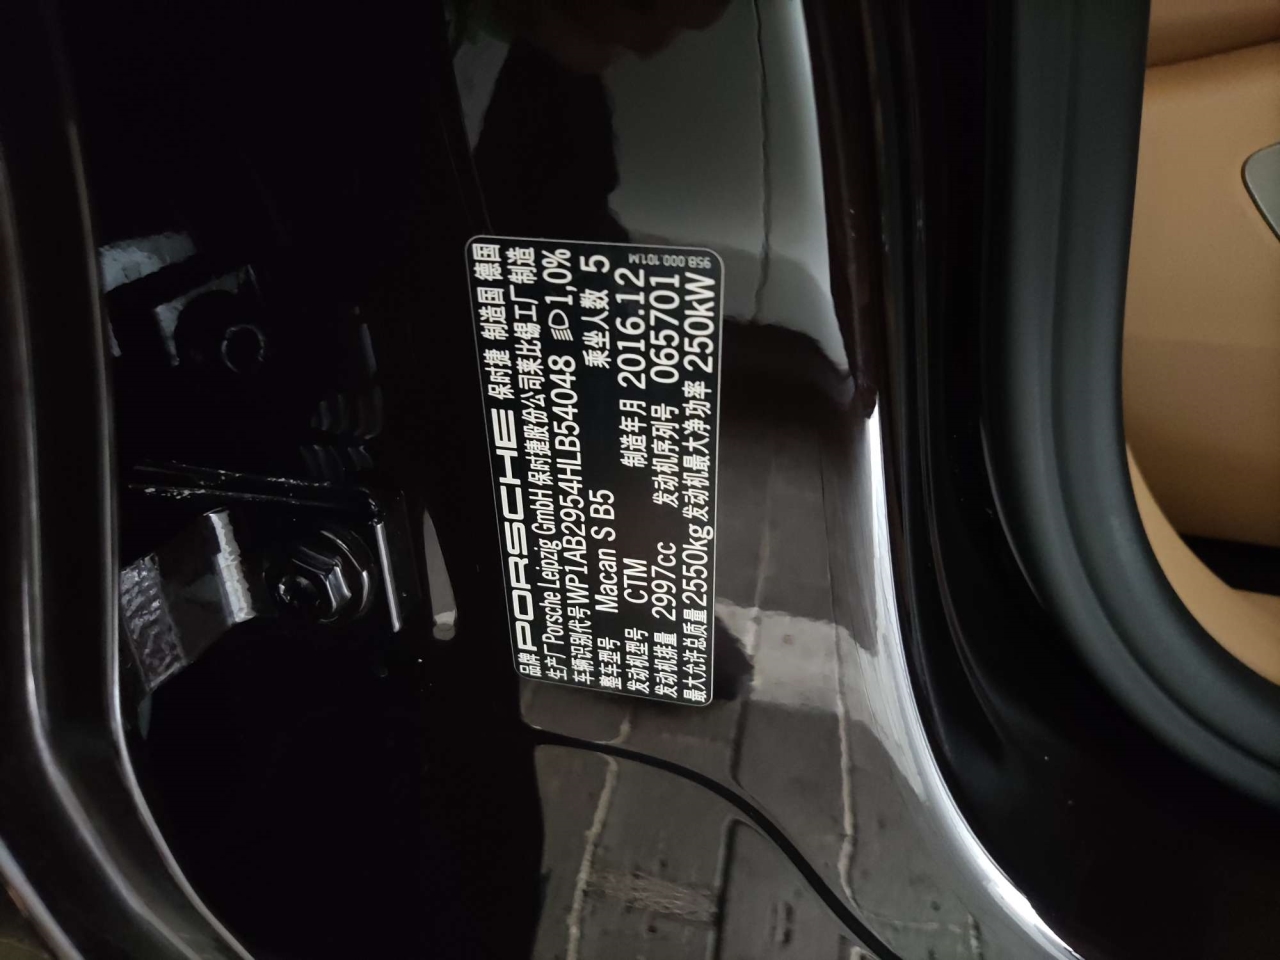 品牌 PORSCHE 保时捷 制造国 德国
生产厂 Porsche Leipzig GmbH 保时捷股份公司莱比锡工厂制造
车辆识别代号 WP1AB2954HLB54048 1,0%
整车型号 Macan S B5 乘坐人数 5
发动机型号 CTM 制造年月 2016.12
发动机排量 2997cc 发动机序列号 065701
最大允许总质量 2550kg 发动机最大净功率 250kW
95B.000.101.M